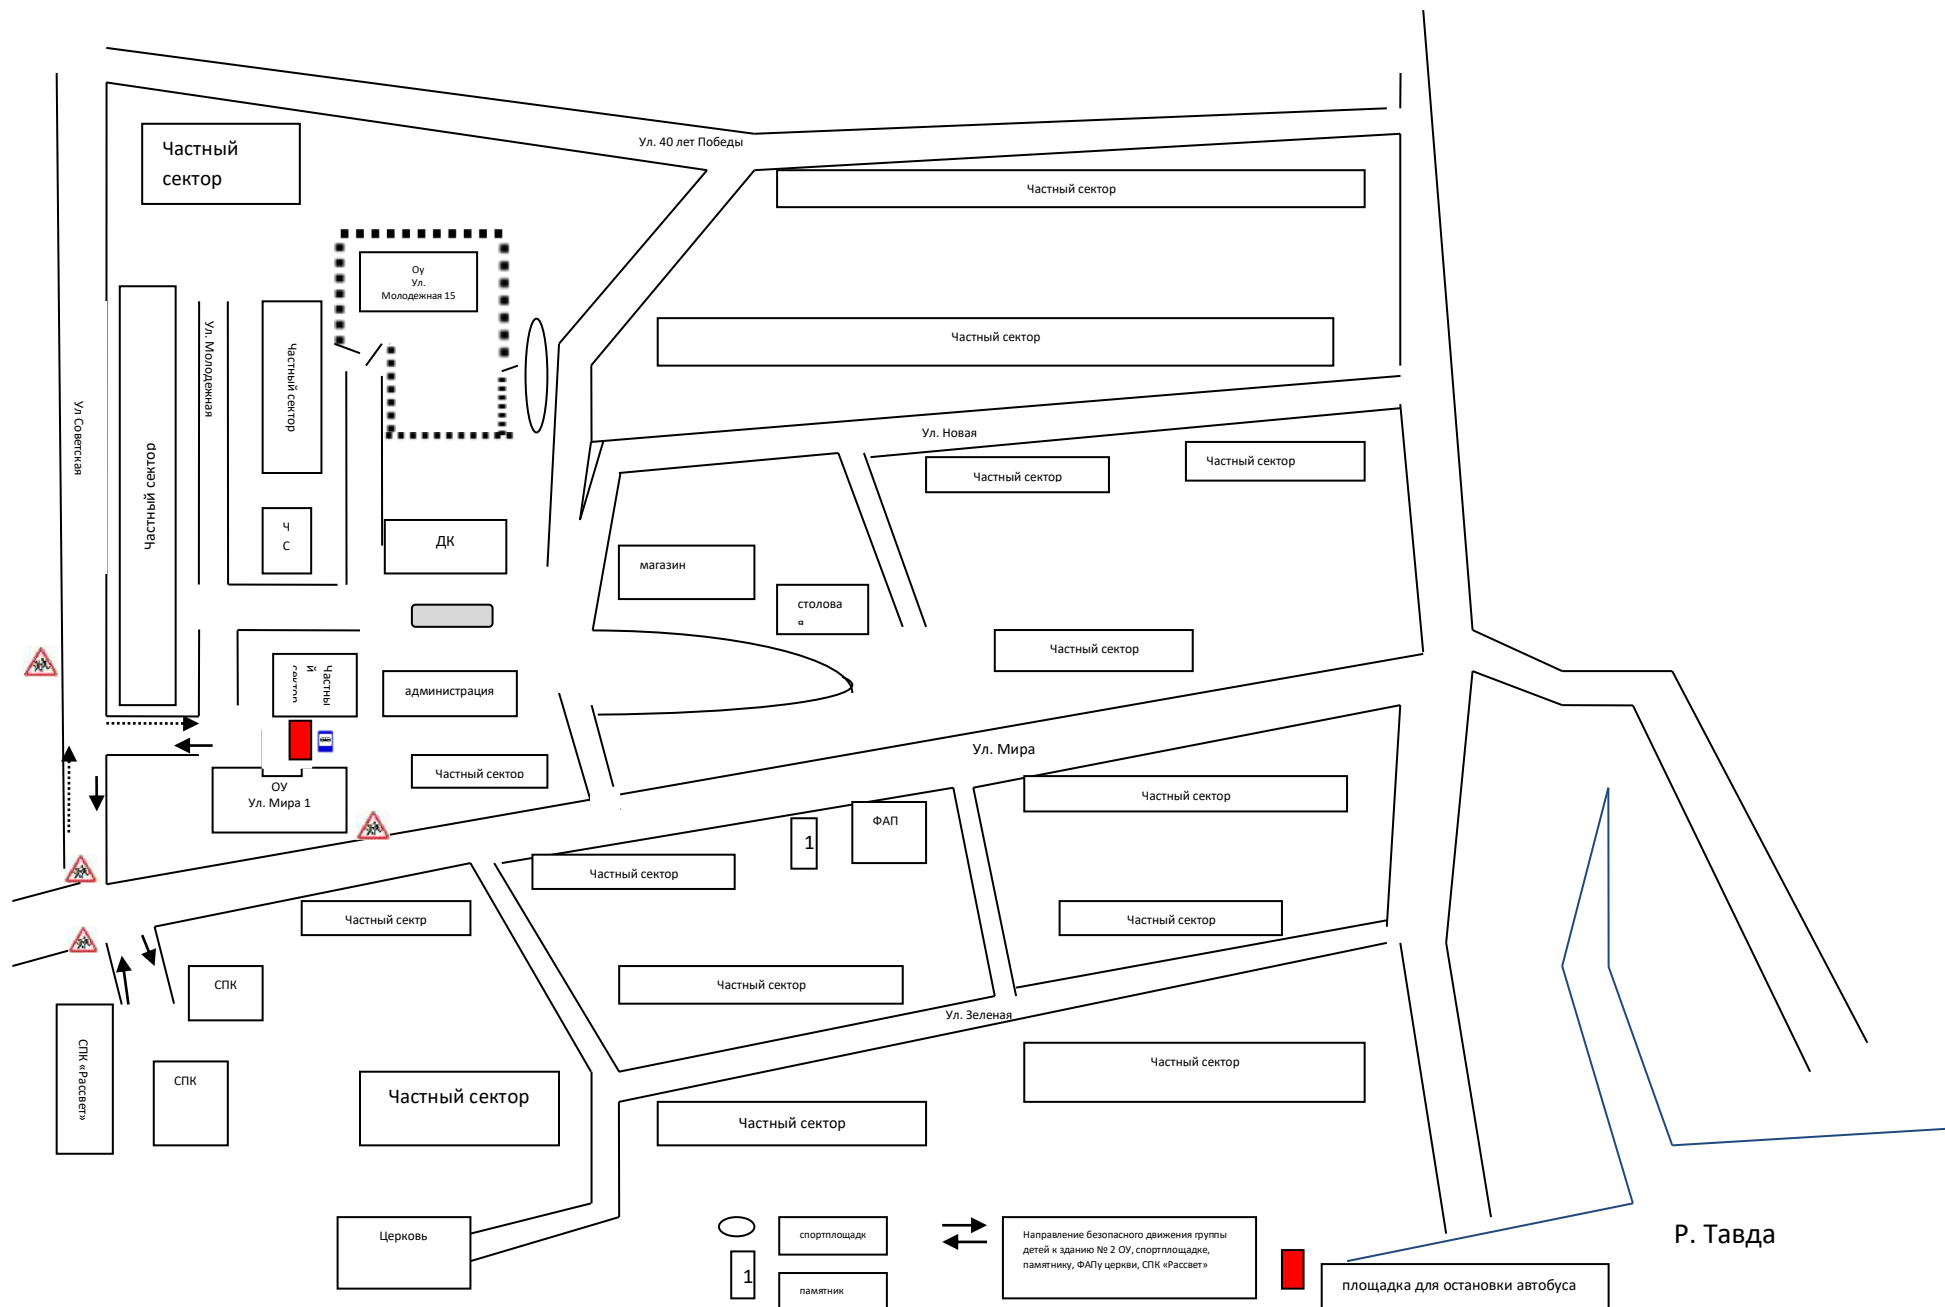 Ул. 40 лет Победы
Частный
сектор
Частный сектор
Оу
Ул.
Молодежная 15
Частный сектор
Ул. Молодежная
Частный сектор
Ул Советская
Частный сектор
Ул. Новая
Частный сектор
Частный сектор
Ч
С
ДК
магазин
столова
я
Частный сектор
Частны
й
сектор
администрация
Ул. Мира
Частный сектор
ОУ
Ул. Мира 1
Частный сектор
1
ФАП
Частный сектор
Частный сектр
Частный сектор
СПК
Частный сектор
Ул. Зеленая
СПК «Рассвет»
СПК
Частный сектор
Частный сектор
Частный сектор
Церковь
спортплощадк
1
памятник
Направление безопасного движения группы
детей к зданию № 2 ОУ, спортплощадке,
памятнику, ФАПу церкви, СПК «Рассвет»
площадка для остановки автобуса
Р. Тавда